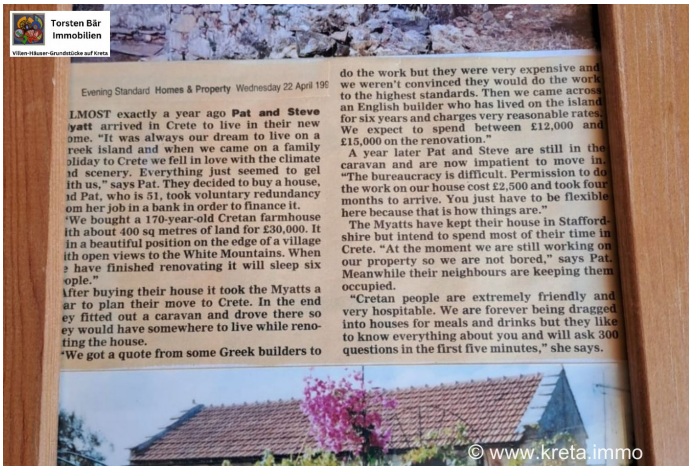 Torsten Bär
Immobilien
Villen-Häuser-Grundstücke auf Kreta
Evening Standard Homes & Property Wednesday 22 April 199
LMOST exactly a year ago Pat and Steve
yatt arrived in Crete to live in their new
ome. “It was always our dream to live on a
reek island and when we came on a family
oliday to Crete we fell in love with the climate
nd scenery. Everything just seemed to gel
ith us,” says Pat. They decided to buy a house,
nd Pat, who is 51, took voluntary redundancy
om her job in a bank in order to finance it.
“We bought a 170-year-old Cretan farmhouse
ith about 400 sq metres of land for £30,000. It
in a beautiful position on the edge of a village
ith open views to the White Mountains. When
e have finished renovating it will sleep six
ople.”
After buying their house it took the Myatts a
ar to plan their move to Crete. In the end
ey fitted out a caravan and drove there so
ey would have somewhere to live while reno-
ting the house.
“We got a quote from some Greek builders to
do the work but they were very expensive and
we weren’t convinced they would do the work
to the highest standards. Then we came across
an English builder who has lived on the island
for six years and charges very reasonable rates.
We expect to spend between £12,000 and
£15,000 on the renovation.”
A year later Pat and Steve are still in the
caravan and are now impatient to move in.
“The bureaucracy is difficult. Permission to do
the work on our house cost £2,500 and took four
months to arrive. You just have to be flexible
here because that is how things are.”
The Myatts have kept their house in Stafford-
shire but intend to spend most of their time in
Crete. “At the moment we are still working on
our property so we are not bored,” says Pat.
Meanwhile their neighbours are keeping them
occupied.
“Cretan people are extremely friendly and
very hospitable. We are forever being dragged
into houses for meals and drinks but they like
to know everything about you and will ask 300
questions in the first five minutes,” she says.
© www.kreta.immo